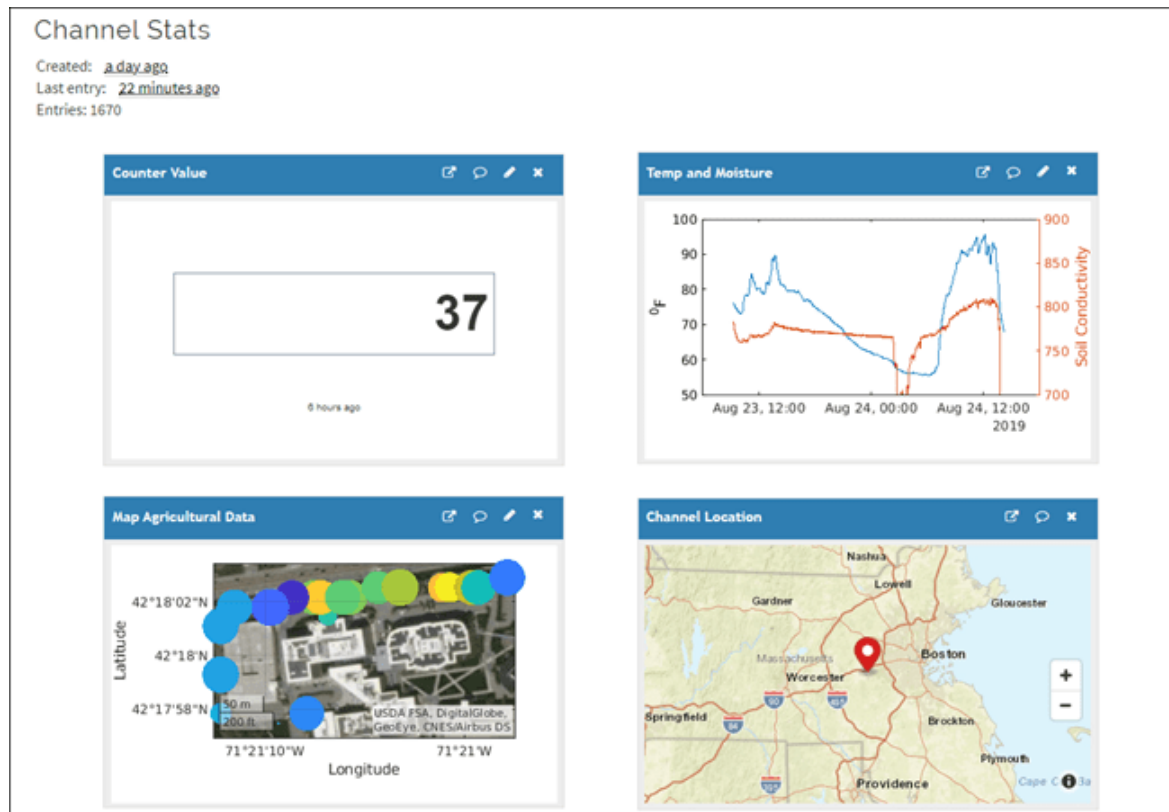 Channel Stats
Created: a day ago
Last entry: 22 minutes ago
Entries: 1670
Counter Value
37
6 hours ago
Temp and Moisture
100
90
80
70
60
50
°F
900
850
800
750
700
Soil Conductivity
Aug 23, 12:00 Aug 24, 00:00 Aug 24, 12:00
2019
Map Agricultural Data
42°18'02"N
42°18'N
42°17'58"N
Latitude
50 m
200 ft
USDA FSA, DigitalGlobe,
GeoEye, CNES/Airbus DS
71°21'10"W 71°21'W
Longitude
Channel Location
Nashua
Lowell
Gardner
Gloucester
Massachusetts
Boston
Worcester
90
495
Springfield
84
Brockton
Plymouth
Providence
+
-